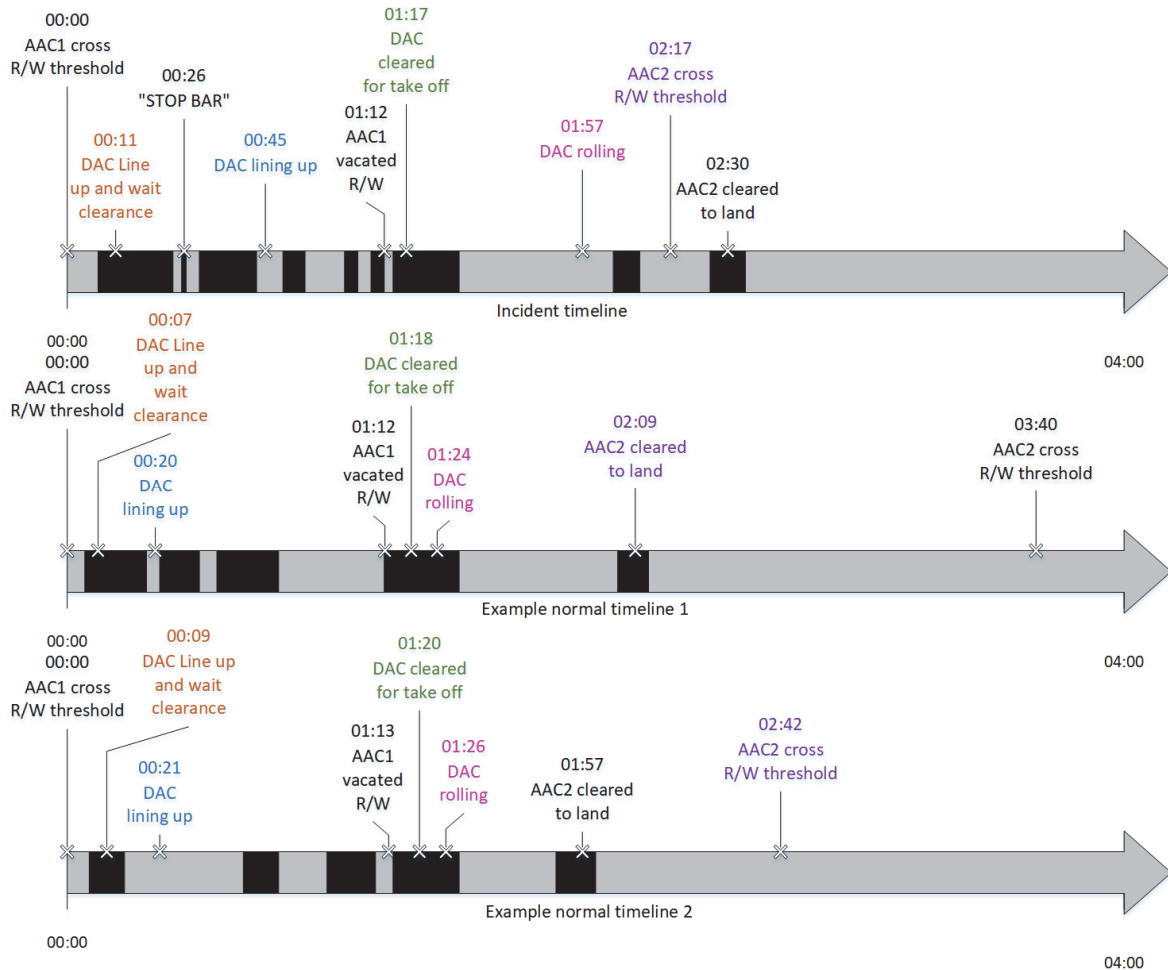 00:00
AAC1 cross
R/W threshold
00:11
DAC Line
up and wait
clearance
00:26
"STOP BAR"
00:45
DAC lining up
01:12
AAC1
vacated
R/W
01:17
DAC
cleared
for take off
01:57
DAC rolling
02:17
AAC2 cross
R/W threshold
02:30
AAC2 cleared
to land
Incident timeline
00:00
04:00
00:00
AAC1 cross
R/W threshold
00:07
DAC Line
up and
wait
clearance
00:20
DAC
lining up
01:12
AAC1
vacated
R/W
01:18
DAC cleared
for take off
01:24
DAC
rolling
02:09
AAC2 cleared
to land
03:40
AAC2 cross
R/W threshold
Example normal timeline 1
00:00
04:00
00:00
AAC1 cross
R/W threshold
00:09
DAC Line up
and wait
clearance
00:21
DAC
lining up
01:13
AAC1
vacated
R/W
01:20
DAC cleared
for take off
01:26
DAC
rolling
01:57
AAC2 cleared
to land
02:42
AAC2 cross
R/W threshold
Example normal timeline 2
00:00
04:00